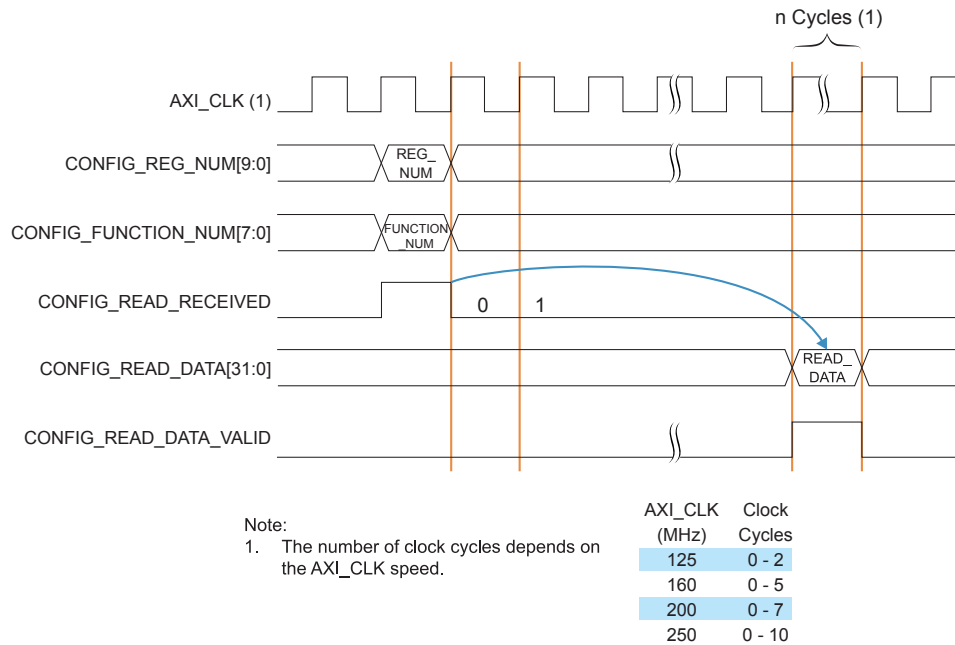 n Cycles (1)
AXI_CLK (1)
CONFIG_REG_NUM[9:0]
REG_
NUM
CONFIG_FUNCTION_NUM[7:0]
FUNCTION
_NUM
CONFIG_READ_RECEIVED
0 1
CONFIG_READ_DATA[31:0]
READ_
DATA
CONFIG_READ_DATA_VALID
Note:
1. The number of clock cycles depends on
the AXI_CLK speed.
AXI_CLK Clock
(MHz) Cycles
125 0 - 2
160 0 - 5
200 0 - 7
250 0 - 10